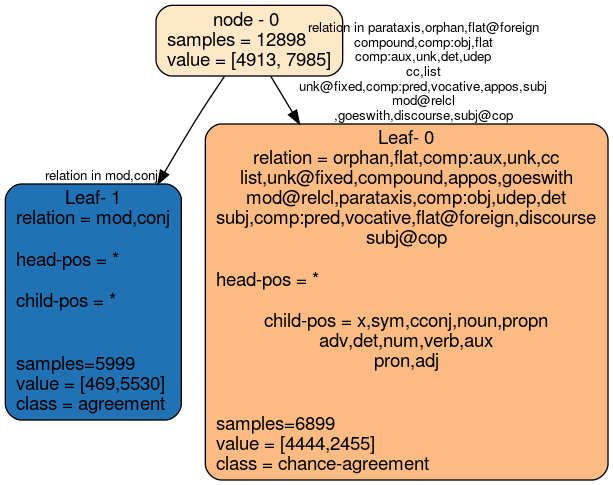 node - 0
samples = 12898
value = [4913, 7985]
relation in parataxis,orphan,flat@foreign
compound,comp:obj,flat
comp:aux,unk,det,udep
cc,list
unk@fixed,comp:pred,vocative,appos,subj
mod@relcl
,goeswith,discourse,subj@cop
relation in mod,conj
Leaf- 1
relation = mod,conj
head-pos = *
child-pos = *
samples=5999
value = [469,5530]
class = agreement
Leaf- 0
relation = orphan,flat,comp:aux,unk,cc
list,unk@fixed,compound,appos,goeswith
mod@relcl,parataxis,comp:obj,udep,det
subj,comp:pred,vocative,flat@foreign,discourse
subj@cop
head-pos = *
child-pos = x,sym,cconj,noun,propn
adv,det,num,verb,aux
pron,adj
samples=6899
value = [4444,2455]
class = chance-agreement